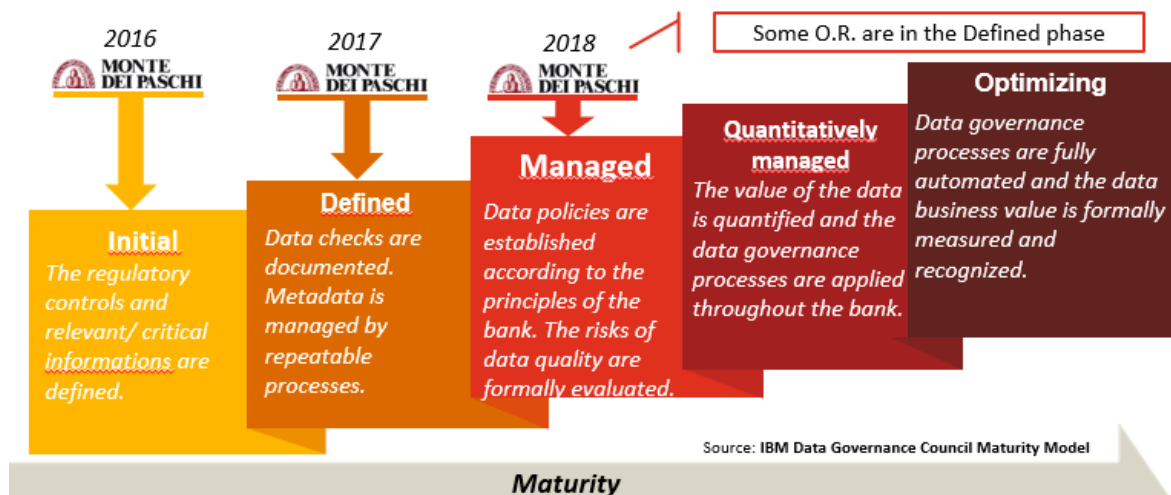 2016
MONTE
DEI PASCHI
2017
MONTE
DEI PASCHI
2018
MONTE
DEI PASCHI
Some O.R. are in the Defined phase
Initial
The regulatory
controls and
relevant/ critical
informations are
defined.
Defined
Data checks are
documented.
Metadata is
managed by
repeatable
processes.
Managed
Data policies are
established
according to the
principles of the
bank. The risks of
data quality are
formally evaluated.
Quantitatively
managed
The value of the data
is quantified and the
data governance
processes are applied
throughout the bank.
Optimizing
Data governance
processes are fully
automated and the data
business value is formally
measured and
recognized.
Source: IBM Data Governance Council Maturity Model
Maturity